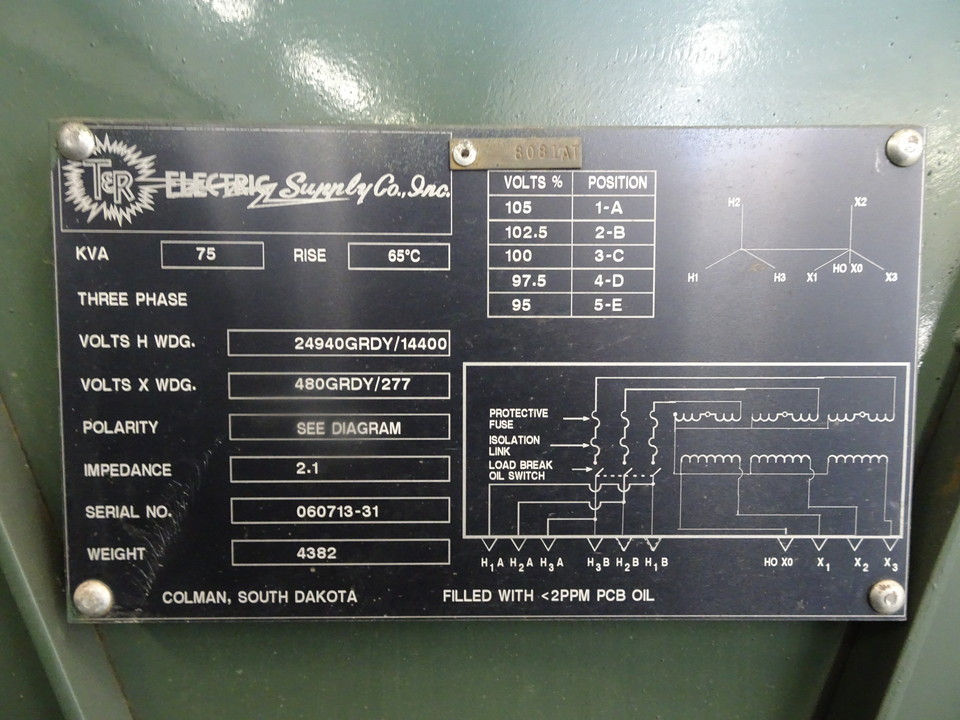 T&R ELECTRIC Supply Co., Inc.
8081AT
KVA 75 RISE 65°C
THREE PHASE
VOLTS H WDG. 24940GRDY/14400
VOLTS X WDG. 480GRDY/277
POLARITY SEE DIAGRAM
IMPEDANCE 2.1
SERIAL NO. 060713-31
WEIGHT 4382
COLMAN, SOUTH DAKOTA
FILLED WITH <2PPM PCB OIL
VOLTS % POSITION
105 1-A
102.5 2-B
100 3-C
97.5 4-D
95 5-E
H2 X2
H1 H3 X1 HO XO X3
PROTECTIVE
FUSE
ISOLATION
LINK
LOAD BREAK
OIL SWITCH
H1A H2A H3A H3B H2B H1B HO XO X1 X2 X3